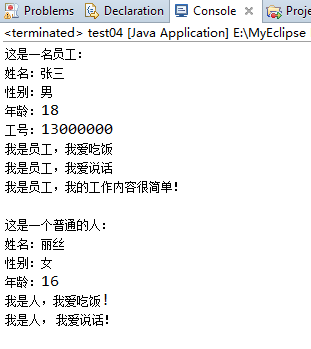 Problems Declaration Console Proje
<terminated> test04 [Java Application] E:\MyEclipse
这是一名员工:
姓名:张三
性别:男
年龄:18
工号:13000000
我是员工,我爱吃饭
我是员工,我爱说话
我是员工,我的工作内容很简单!
这是一个普通的人:
姓名:丽丝
性别:女
年龄:16
我是人,我爱吃饭!
我是人, 我爱说话!